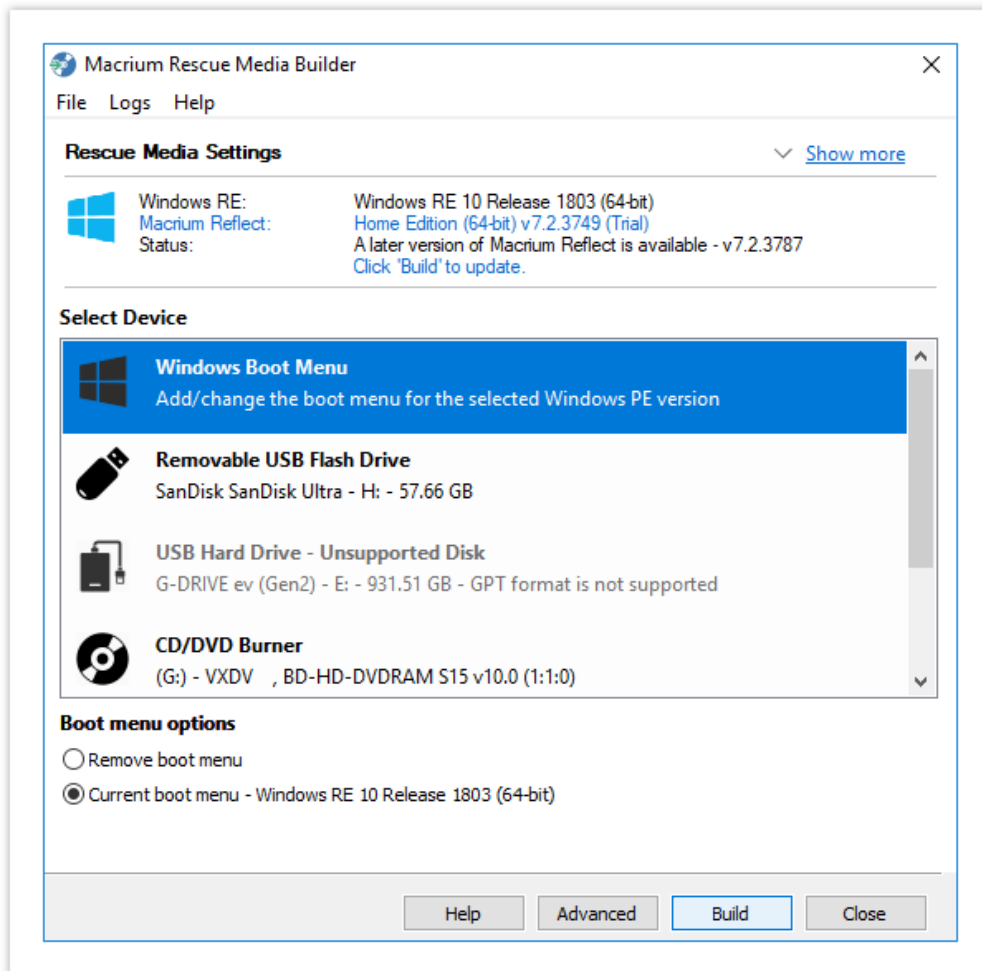 Macrium Rescue Media Builder
File Logs Help
Rescue Media Settings
Show more
Windows RE: Windows RE 10 Release 1803 (64-bit)
Macrium Reflect: Home Edition (64-bit) v7.2.3749 (Trial)
Status: A later version of Macrium Reflect is available - v7.2.3787
Click 'Build' to update.
Select Device
Windows Boot Menu
Add/change the boot menu for the selected Windows PE version
Removable USB Flash Drive
SanDisk SanDisk Ultra - H: - 57.66 GB
USB Hard Drive - Unsupported Disk
G-DRIVE ev (Gen2) - E: - 931.51 GB - GPT format is not supported
CD/DVD Burner
(G:) - VXDV , BD-HD-DVDRAM S15 v10.0 (1:1:0)
Boot menu options
Remove boot menu
Current boot menu - Windows RE 10 Release 1803 (64-bit)
Help Advanced Build Close